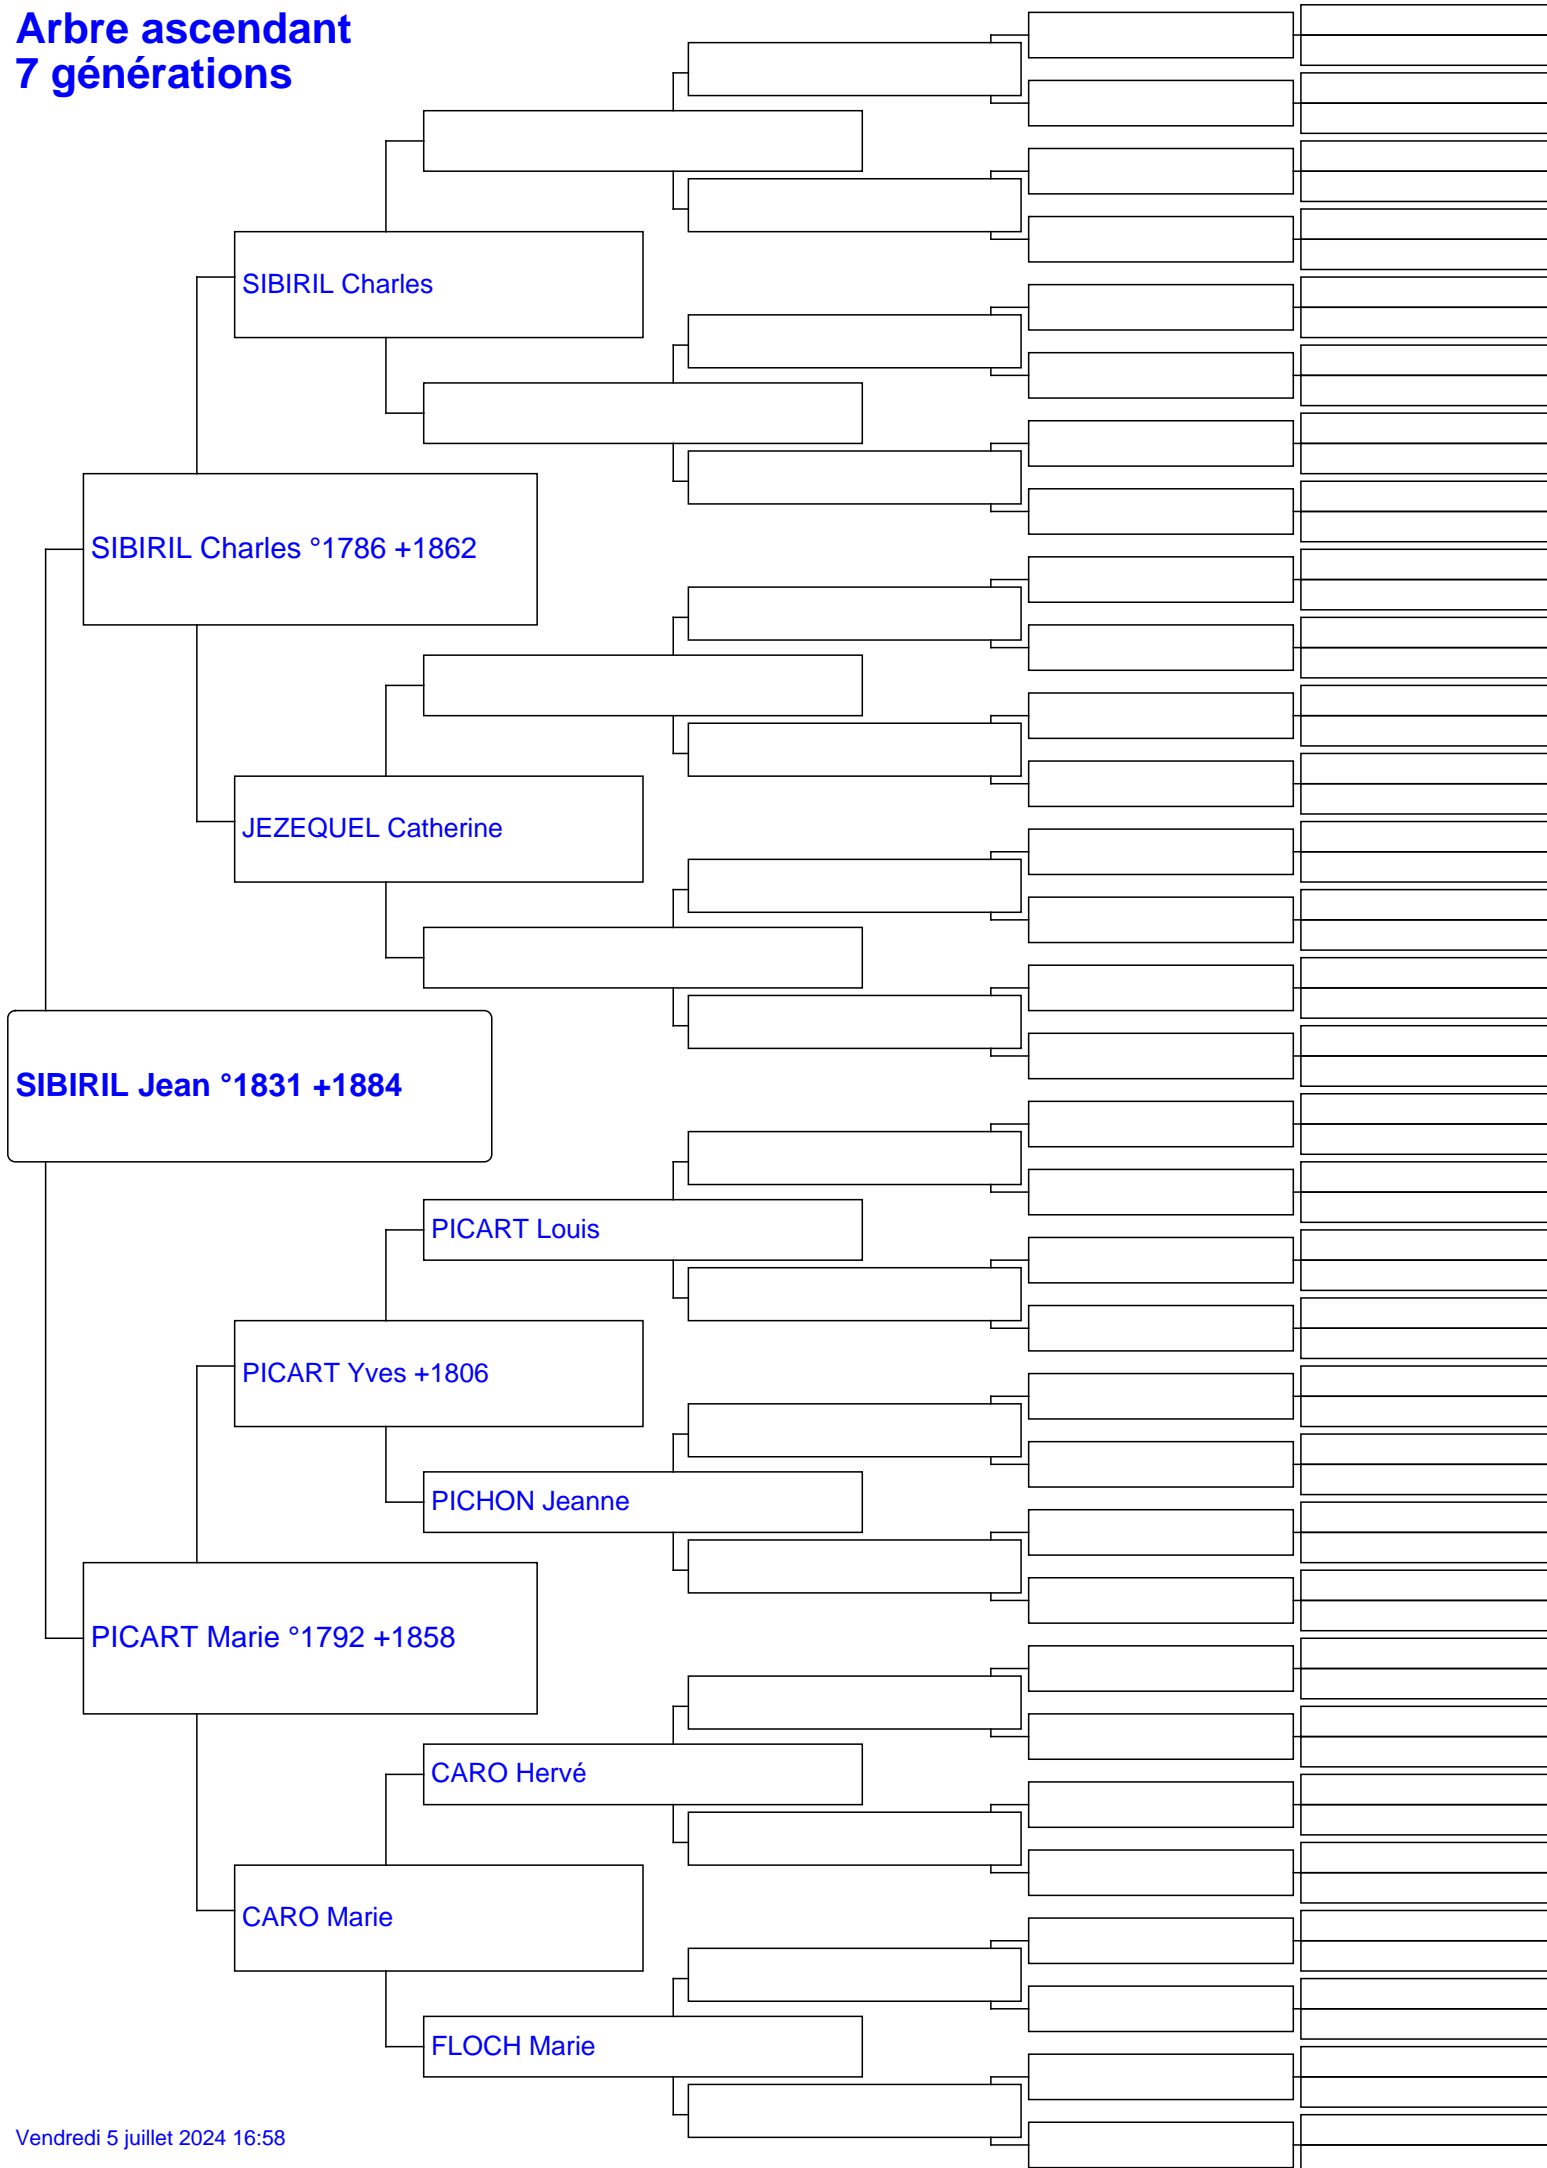 Arbre ascendant
7 générations
SIBIRIL Charles
SIBIRIL Charles °1786 +1862
JEZEQUEL Catherine
SIBIRIL Jean °1831 +1884
PICART Louis
PICART Yves +1806
PICHON Jeanne
PICART Marie °1792 +1858
CARO Hervé
CARO Marie
FLOCH Marie
Vendredi 5 juillet 2024 16:58